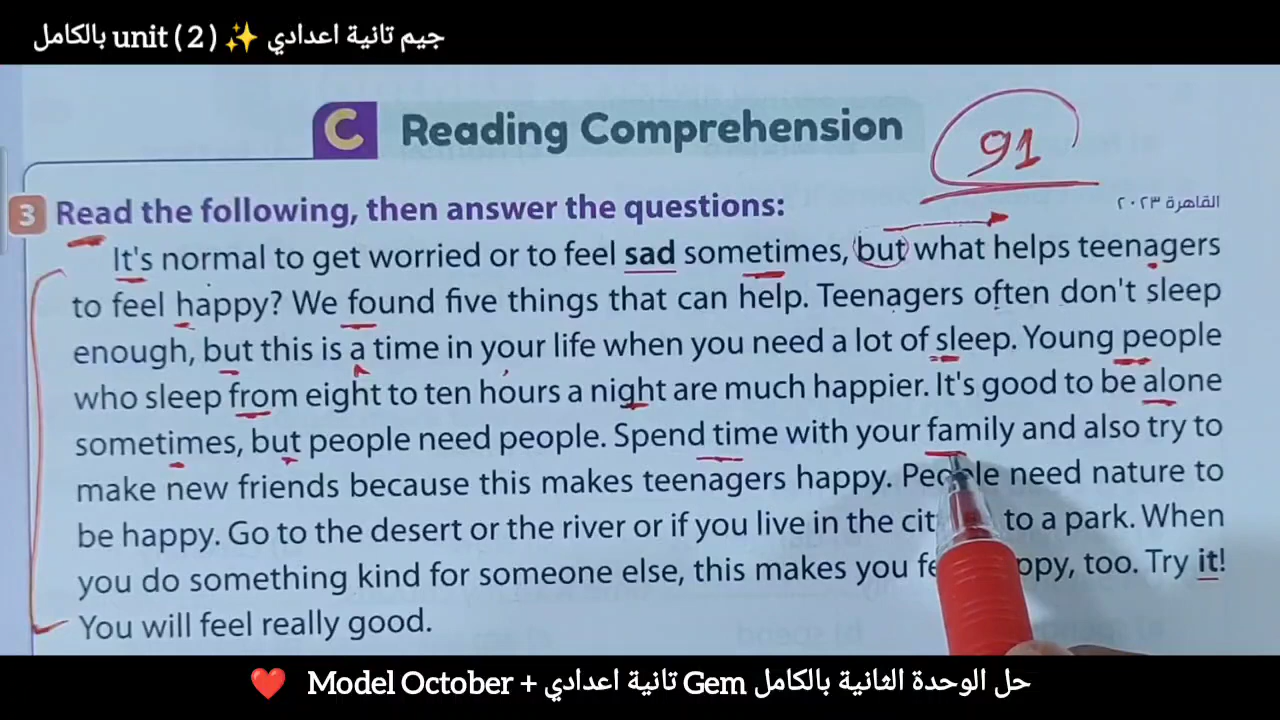 جيم تانية اعدادي ✨ unit ( 2 ) بالكامل
C Reading Comprehension
91
3 Read the following, then answer the questions:
القاهرة ٢٠٢٣
It's normal to get worried or to feel sad sometimes, but what helps teenagers
to feel happy? We found five things that can help. Teenagers often don't sleep
enough, but this is a time in your life when you need a lot of sleep. Young people
who sleep from eight to ten hours a night are much happier. It's good to be alone
sometimes, but people need people. Spend time with your family and also try to
make new friends because this makes teenagers happy. People need nature to
be happy. Go to the desert or the river or if you live in the to a park. When
you do something kind for someone else, this makes you too. Try it!
You will feel really good.
حل الوحدة الثانية بالكامل Gem تانية اعدادي + Model October ❤️